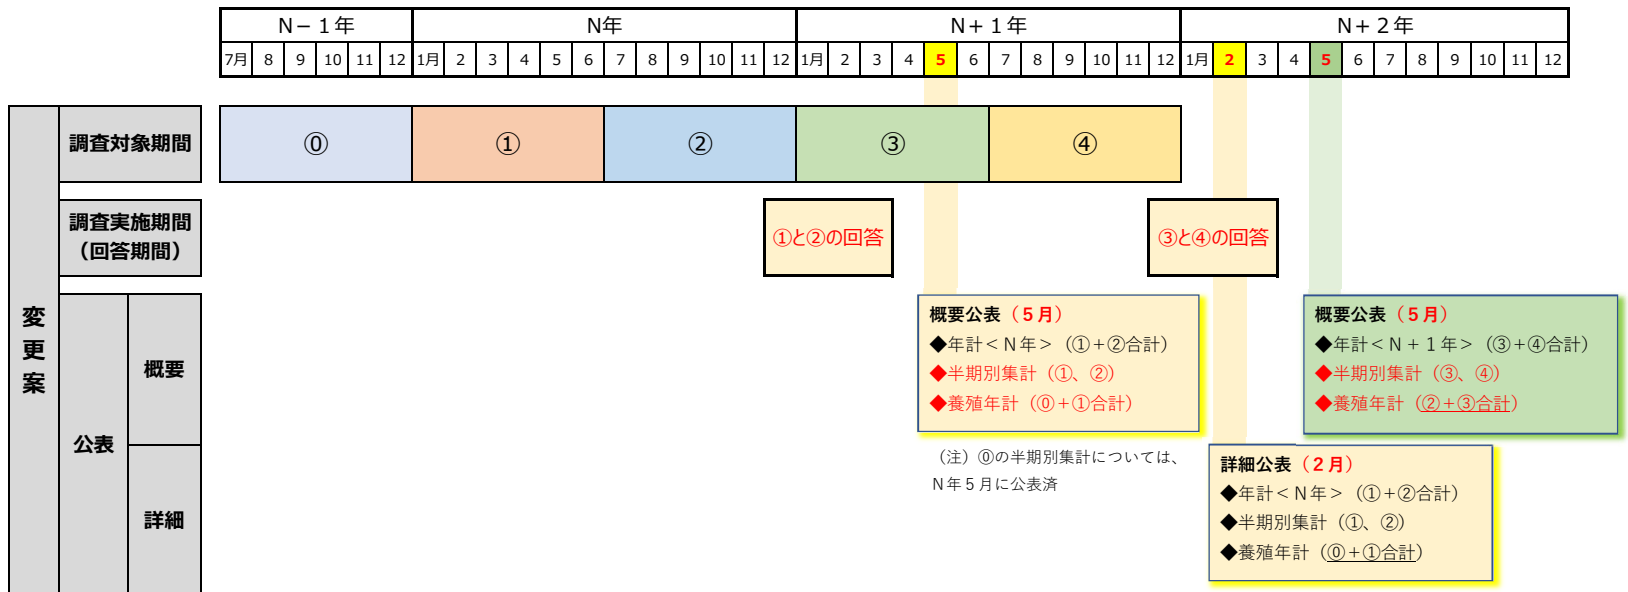 N－１年 N年 N＋１年 N＋２年
7月 8 9 10 11 12 1月 2 3 4 5 6 7 8 9 10 11 12 1月 2 3 4 5 6 7 8 9 10 11 12 1月 2 3 4 5 6 7 8 9 10 11 12
変更案
調査対象期間
⓪ ① ② ③ ④
調査実施期間
（回答期間）
①と②の回答
③と④の回答
公表
概要
概要公表（５月）
◆年計＜Ｎ年＞（①＋②合計）
◆半期別集計（①、②）
◆養殖年計（⓪＋①合計）
概要公表（５月）
◆年計＜Ｎ＋１年＞（③＋④合計）
◆半期別集計（③、④）
◆養殖年計（②＋③合計）
（注）⓪の半期別集計については、
Ｎ年５月に公表済
詳細
詳細公表（２月）
◆年計＜Ｎ年＞（①＋②合計）
◆半期別集計（①、②）
◆養殖年計（⓪＋①合計）